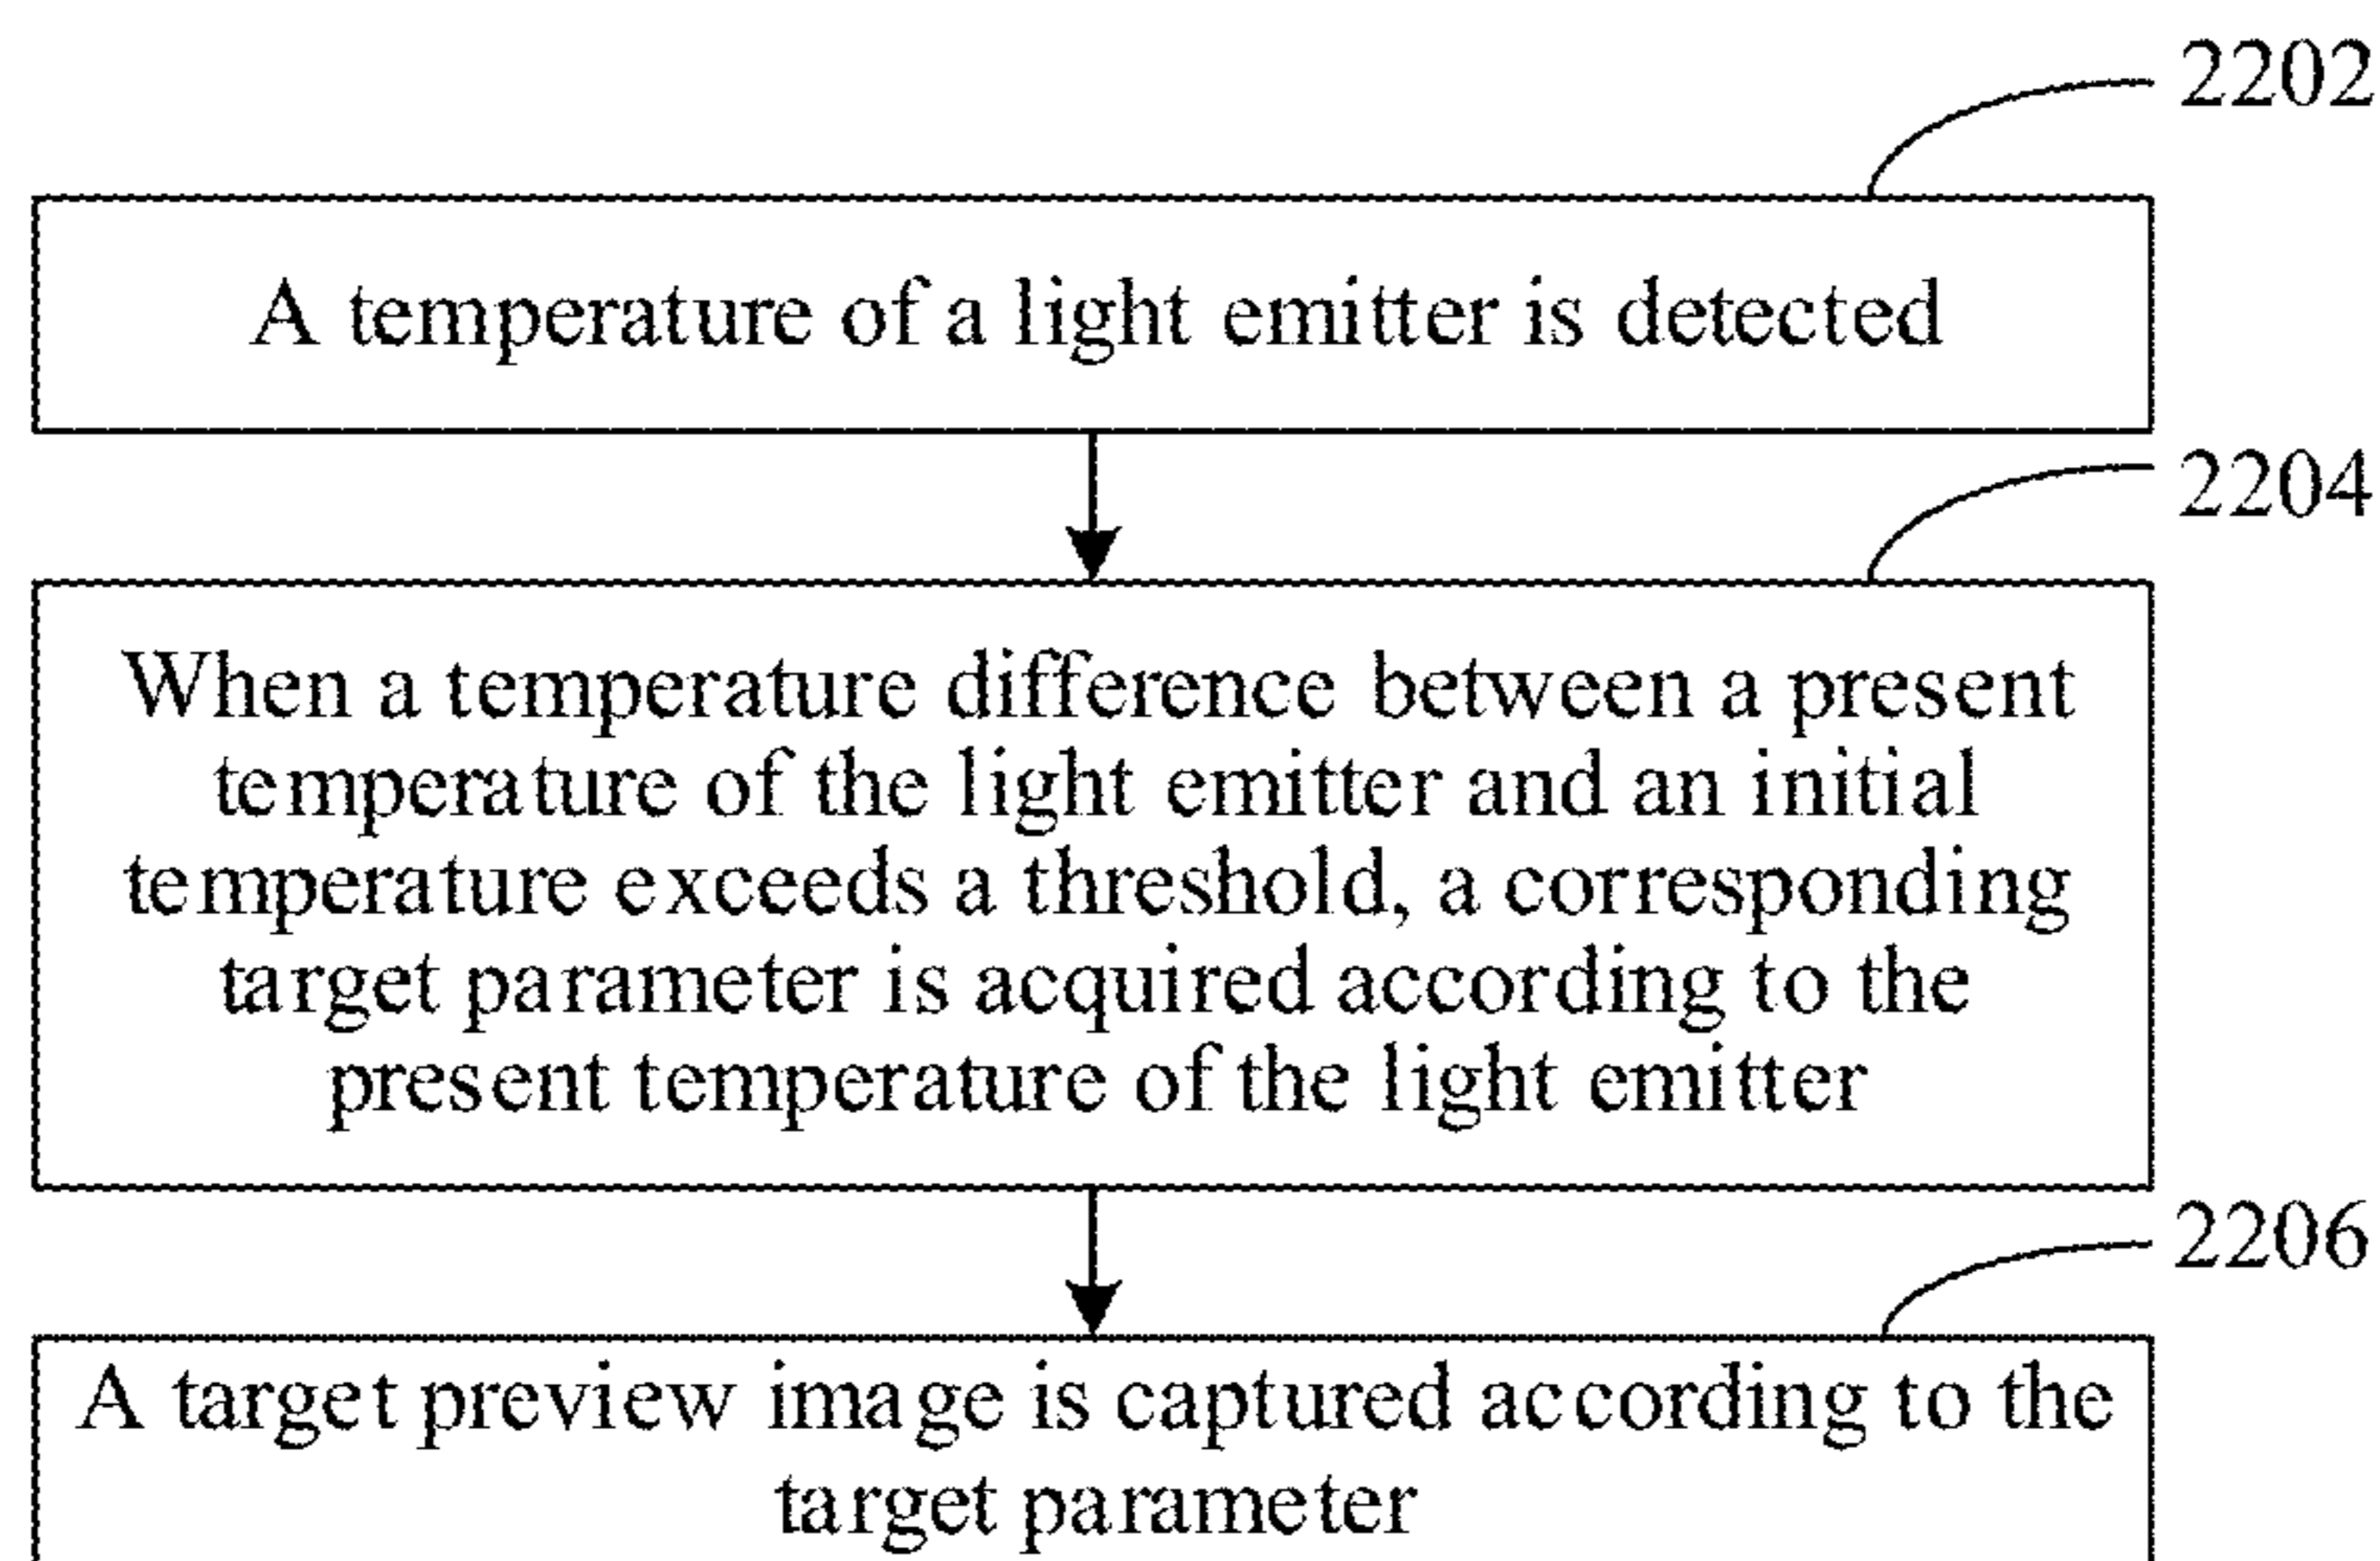 2202
A temperature of a light emitter is detected
2204
When a temperature difference between a present
temperature of the light emitter and an initial
temperature exceeds a threshold, a corresponding
target parameter is acquired according to the
present temperature of the light emitter
2206
A target preview image is captured according to the
target parameter